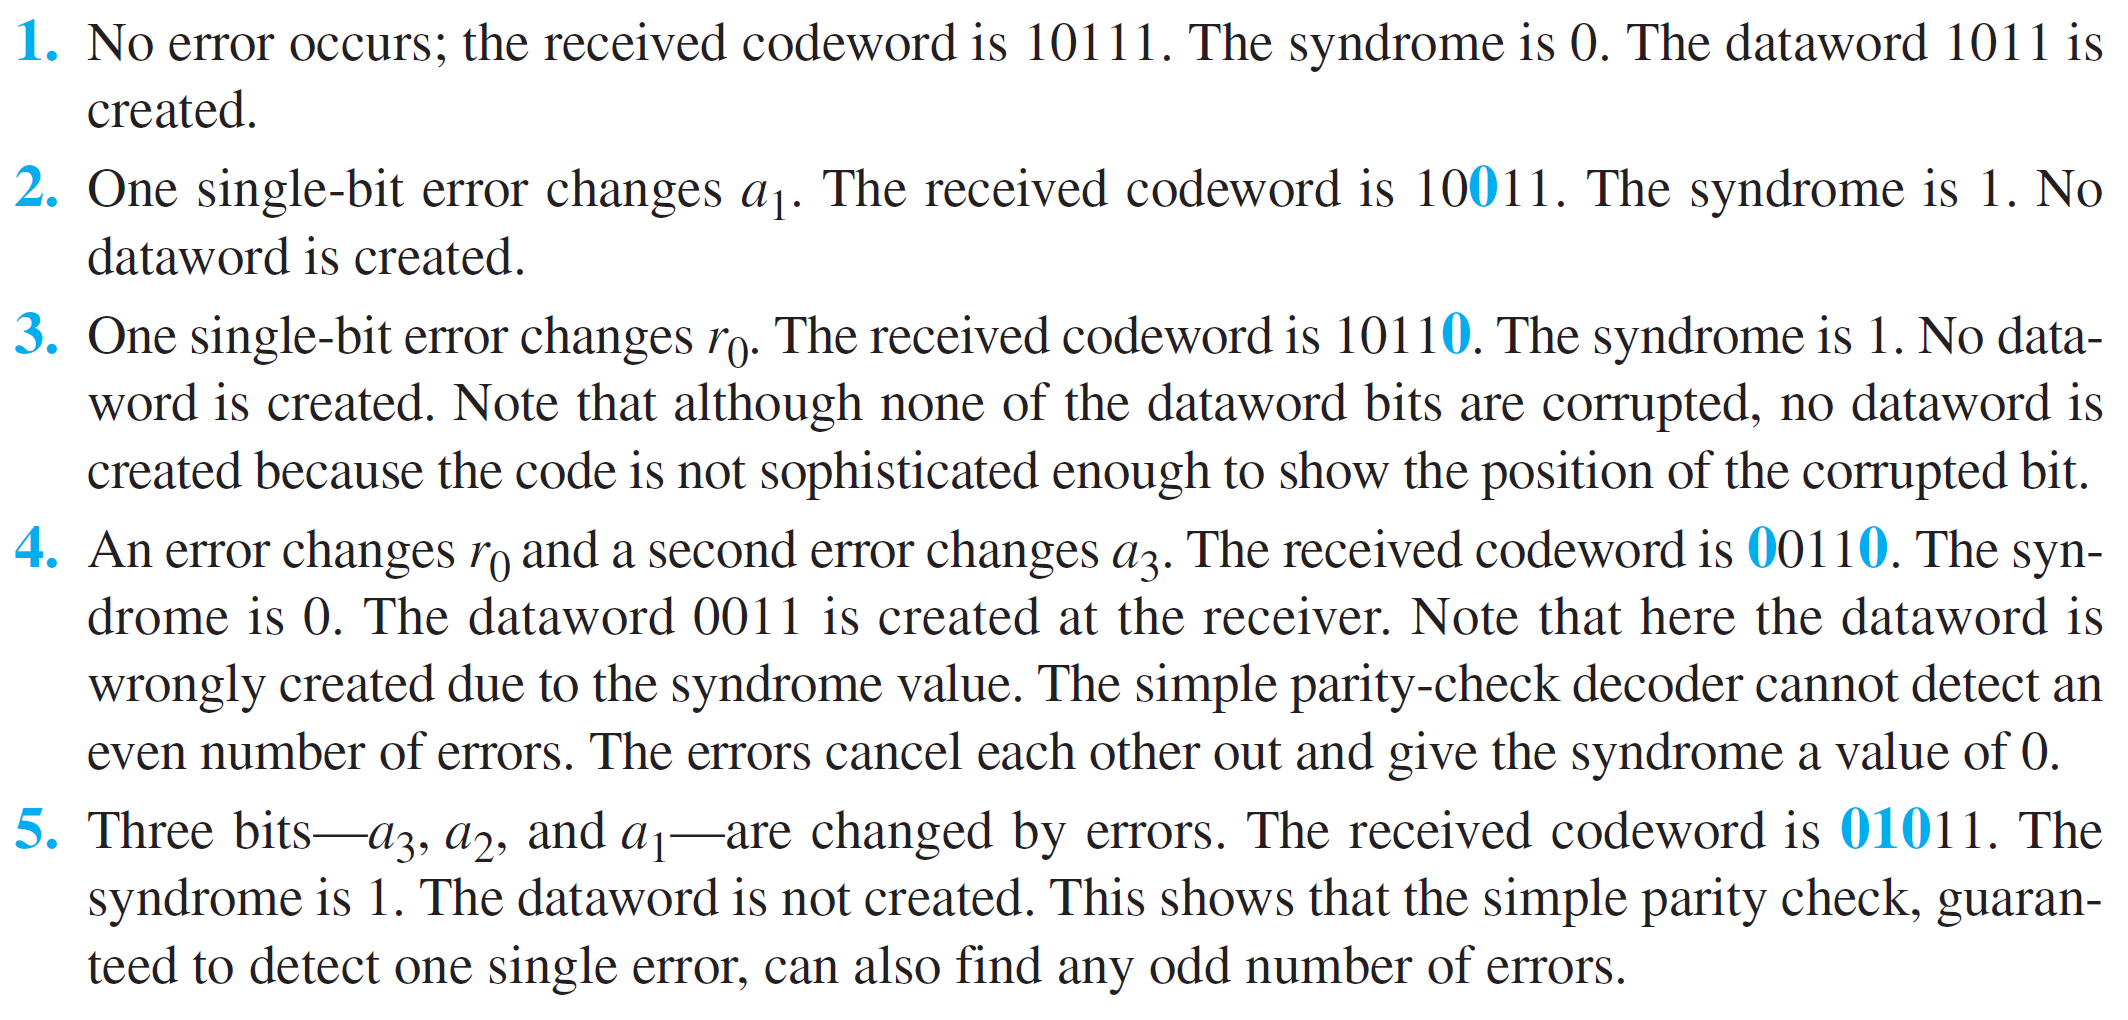 1. No error occurs; the received codeword is 10111. The syndrome is 0. The dataword 1011 is
created.
2. One single-bit error changes a1. The received codeword is 10011. The syndrome is 1. No
dataword is created.
3. One single-bit error changes r0. The received codeword is 10110. The syndrome is 1. No data-
word is created. Note that although none of the dataword bits are corrupted, no dataword is
created because the code is not sophisticated enough to show the position of the corrupted bit.
4. An error changes r0 and a second error changes a3. The received codeword is 00110. The syn-
drome is 0. The dataword 0011 is created at the receiver. Note that here the dataword is
wrongly created due to the syndrome value. The simple parity-check decoder cannot detect an
even number of errors. The errors cancel each other out and give the syndrome a value of 0.
5. Three bits—a3, a2, and a1—are changed by errors. The received codeword is 01011. The
syndrome is 1. The dataword is not created. This shows that the simple parity check, guaran-
teed to detect one single error, can also find any odd number of errors.